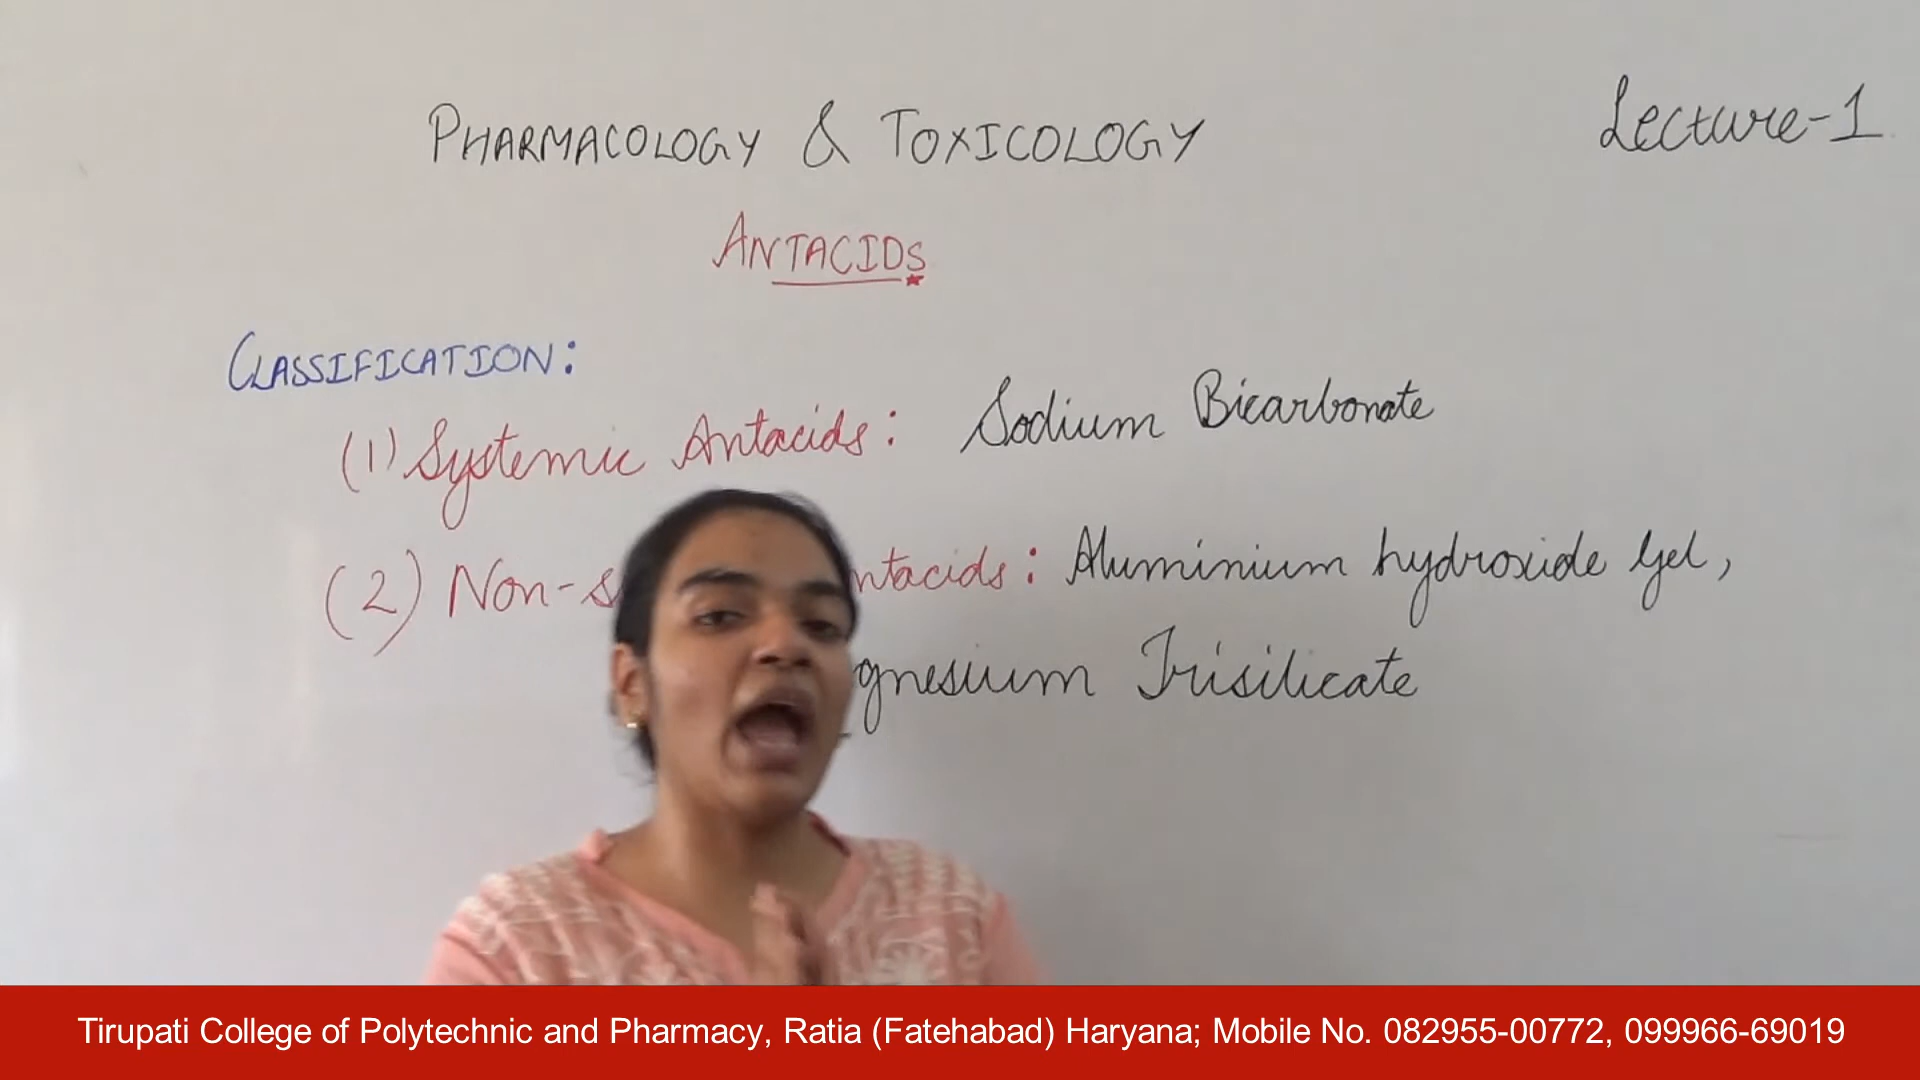 PHARMACOLOGY & TOXICOLOGY
Lecture-1
ANTACIDS
CLASSIFICATION:
(1) Systemic Antacids: Sodium Bicarbonate
(2) Non-s ntacids: Aluminium hydroxide Gel,
gnesium Trisilicate
Tirupati College of Polytechnic and Pharmacy, Ratia (Fatehabad) Haryana; Mobile No. 082955-00772, 099966-69019